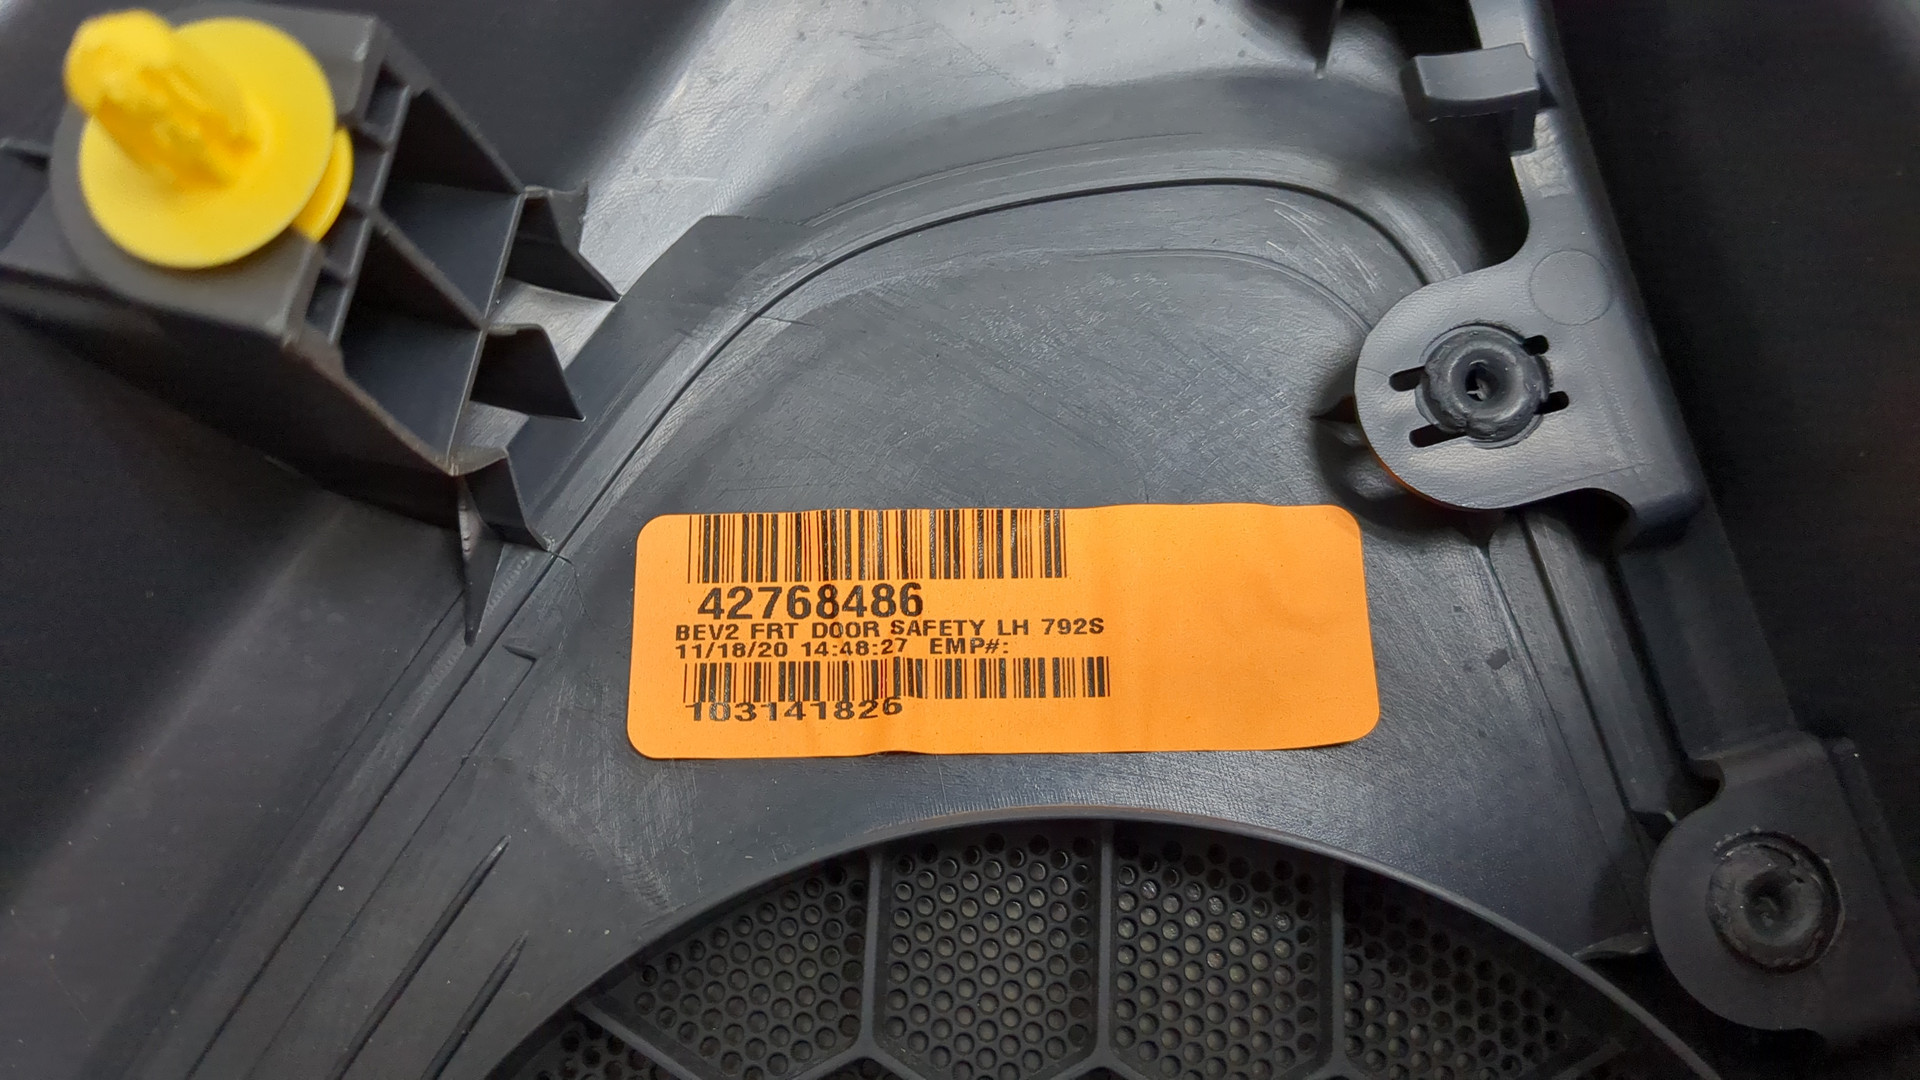 42768486
BEV2 FRT DOOR SAFETY LH 792S
11/18/20 14:48:27 EMP#:
103141826